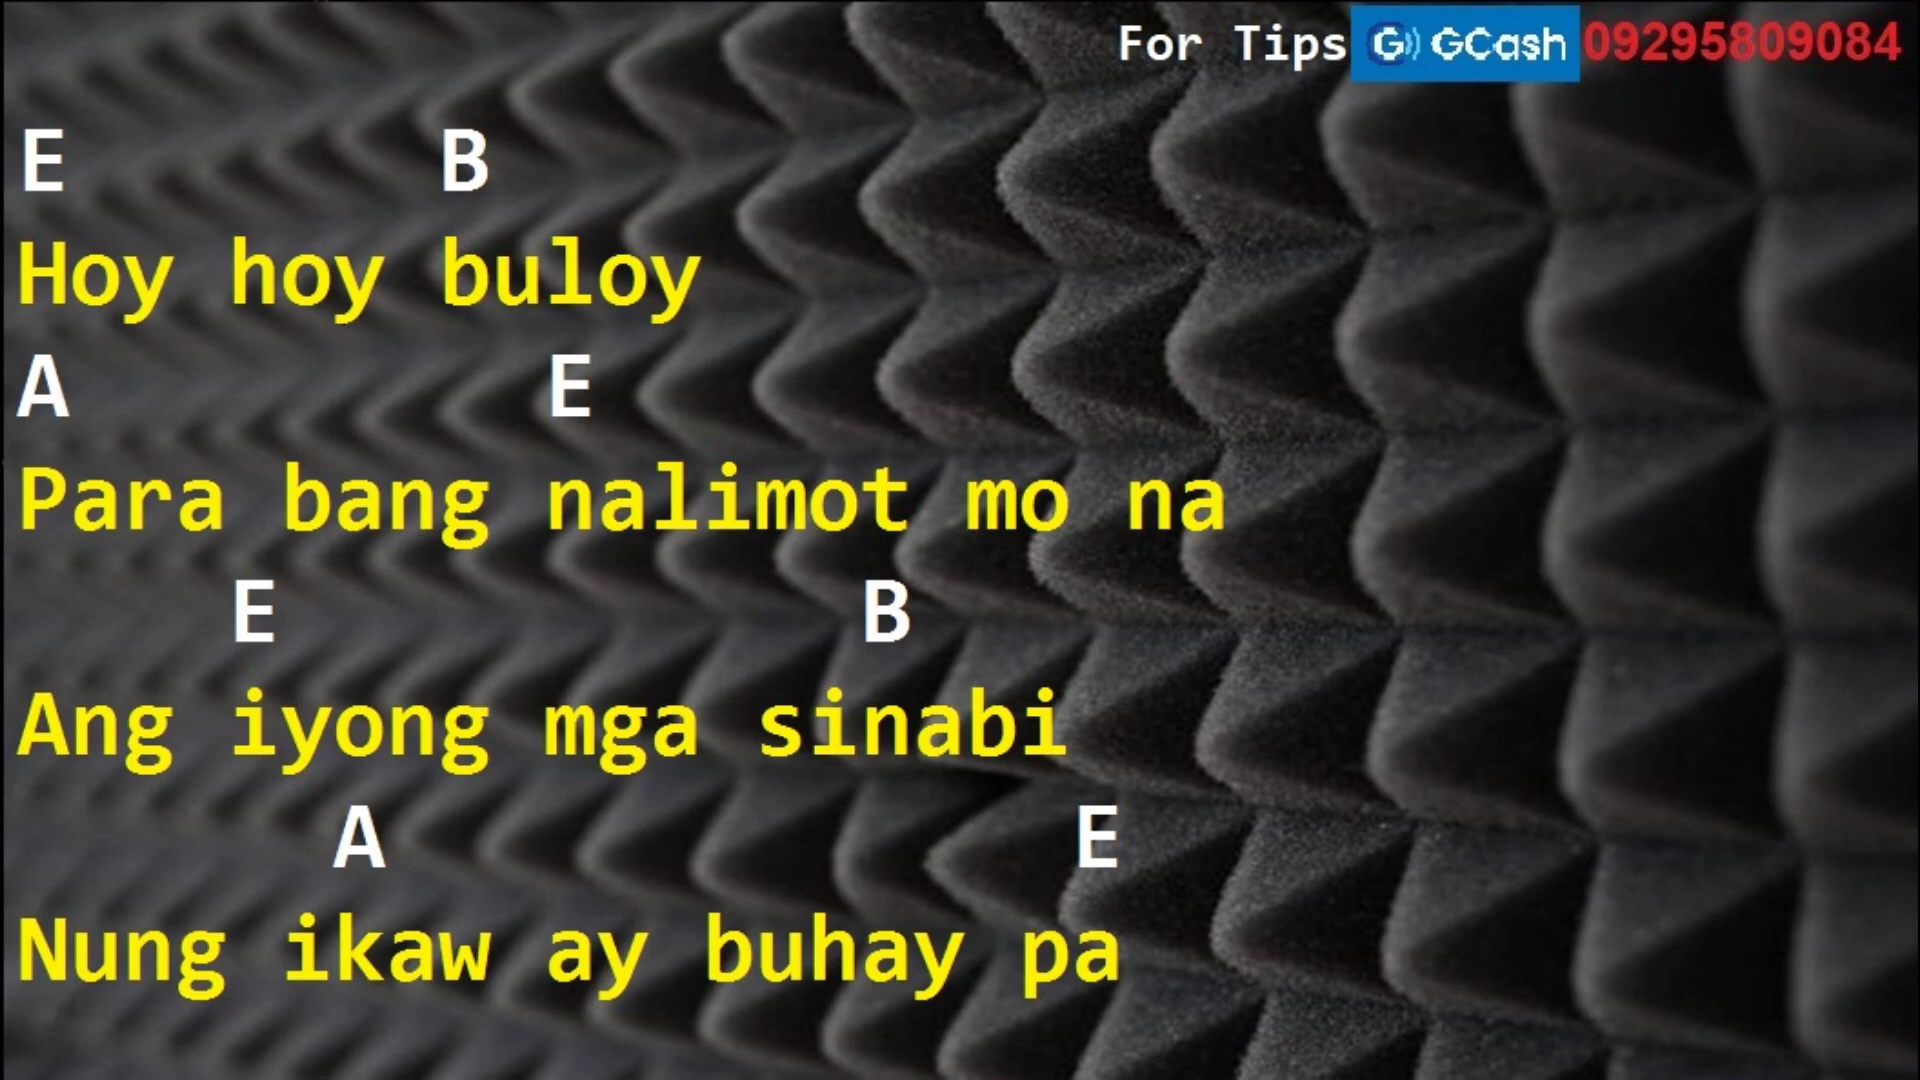 For Tips G GCash 09295809084
E B
Hoy hoy buloy
A E
Para bang nalimot mo na
E B
Ang iyong mga sinabi
A E
Nung ikaw ay buhay pa